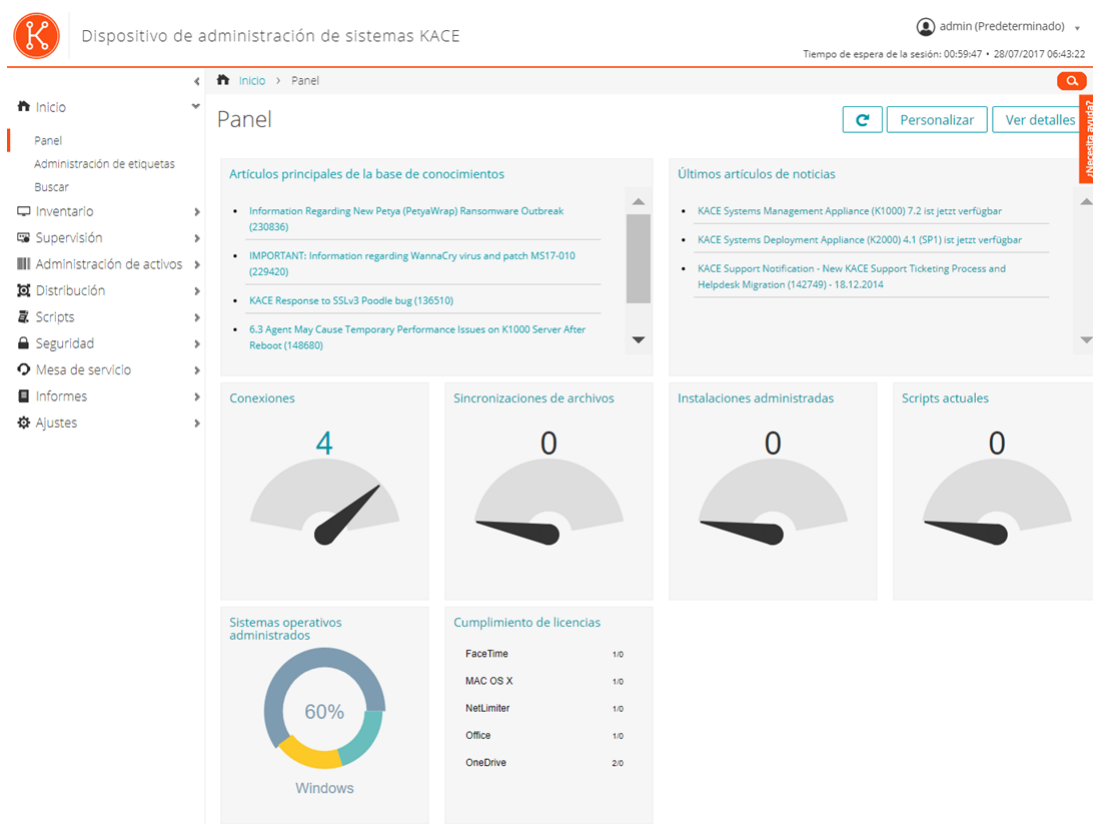 Dispositivo de administración de sistemas KACE
admin (Predeterminado)
Tiempo de espera de la sesión: 00:59:47 • 28/07/2017 06:43:22
Inicio > Panel
¿Necesita ayuda?
Inicio
Panel
Administración de etiquetas
Buscar
Inventario
Supervisión
Administración de activos
Distribución
Scripts
Seguridad
Mesa de servicio
Informes
Ajustes
Panel
Personalizar
Ver detalles
Artículos principales de la base de conocimientos
• Information Regarding New Petya (PetyaWrap) Ransomware Outbreak
(230836)
• IMPORTANT: Information regarding WannaCry virus and patch MS17-010
(229420)
• KACE Response to SSLv3 Poodle bug (136510)
• 6.3 Agent May Cause Temporary Performance Issues on K1000 Server After
Reboot (148680)
Últimos artículos de noticias
• KACE Systems Management Appliance (K1000) 7.2 ist jetzt verfügbar
• KACE Systems Deployment Appliance (K2000) 4.1 (SP1) ist jetzt verfügbar
• KACE Support Notification - New KACE Support Ticketing Process and
Helpdesk Migration (142749) - 18.12.2014
Conexiones
4
Sincronizaciones de archivos
0
Instalaciones administradas
0
Scripts actuales
0
Sistemas operativos
administrados
60%
Windows
Cumplimiento de licencias
FaceTime 1/0
MAC OS X 1/0
NetLimiter 1/0
Office 1/0
OneDrive 2/0